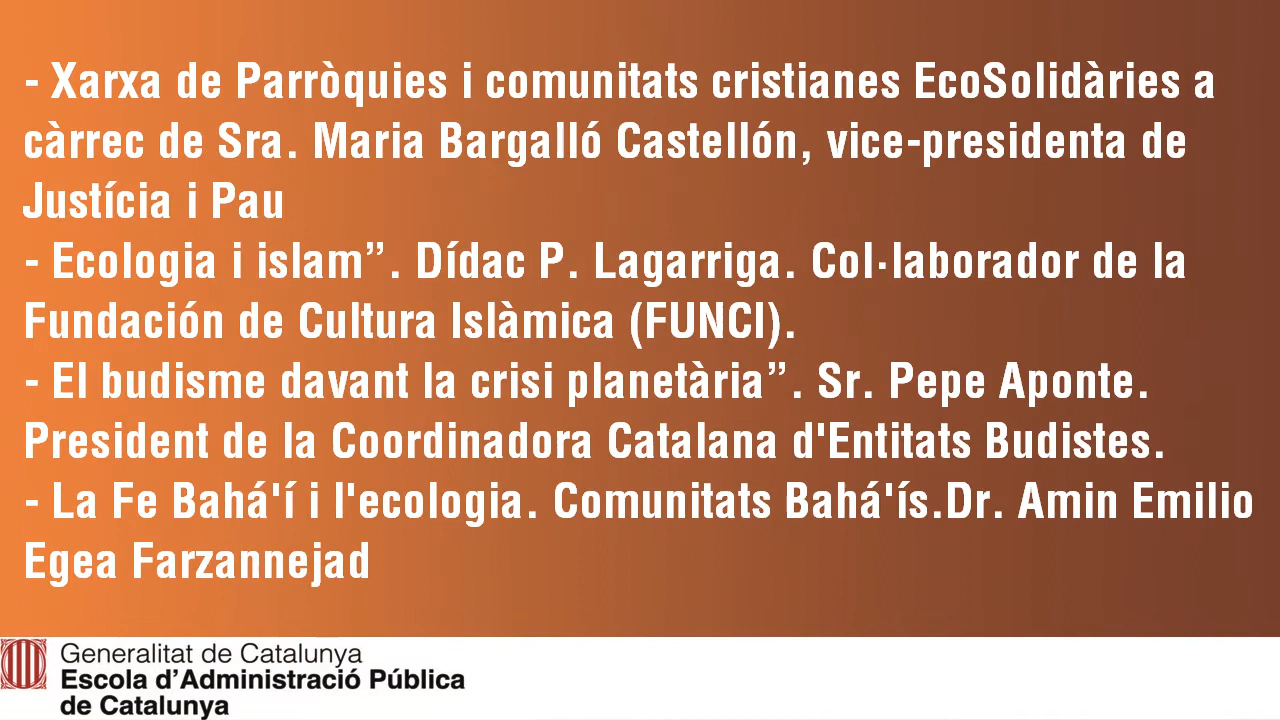 - Xarxa de Parròquies i comunitats cristianes EcoSolidàries a
càrrec de Sra. Maria Bargalló Castellón, vice-presidenta de
Justícia i Pau
- Ecologia i islam”. Dídac P. Lagarriga. Col·laborador de la
Fundación de Cultura Islàmica (FUNCI).
- El budisme davant la crisi planetària”. Sr. Pepe Aponte.
President de la Coordinadora Catalana d'Entitats Budistes.
- La Fe Bahá'í i l'ecologia. Comunitats Bahá'ís.Dr. Amin Emilio
Egea Farzannejad
Generalitat de Catalunya
Escola d’Administració Pública
de Catalunya